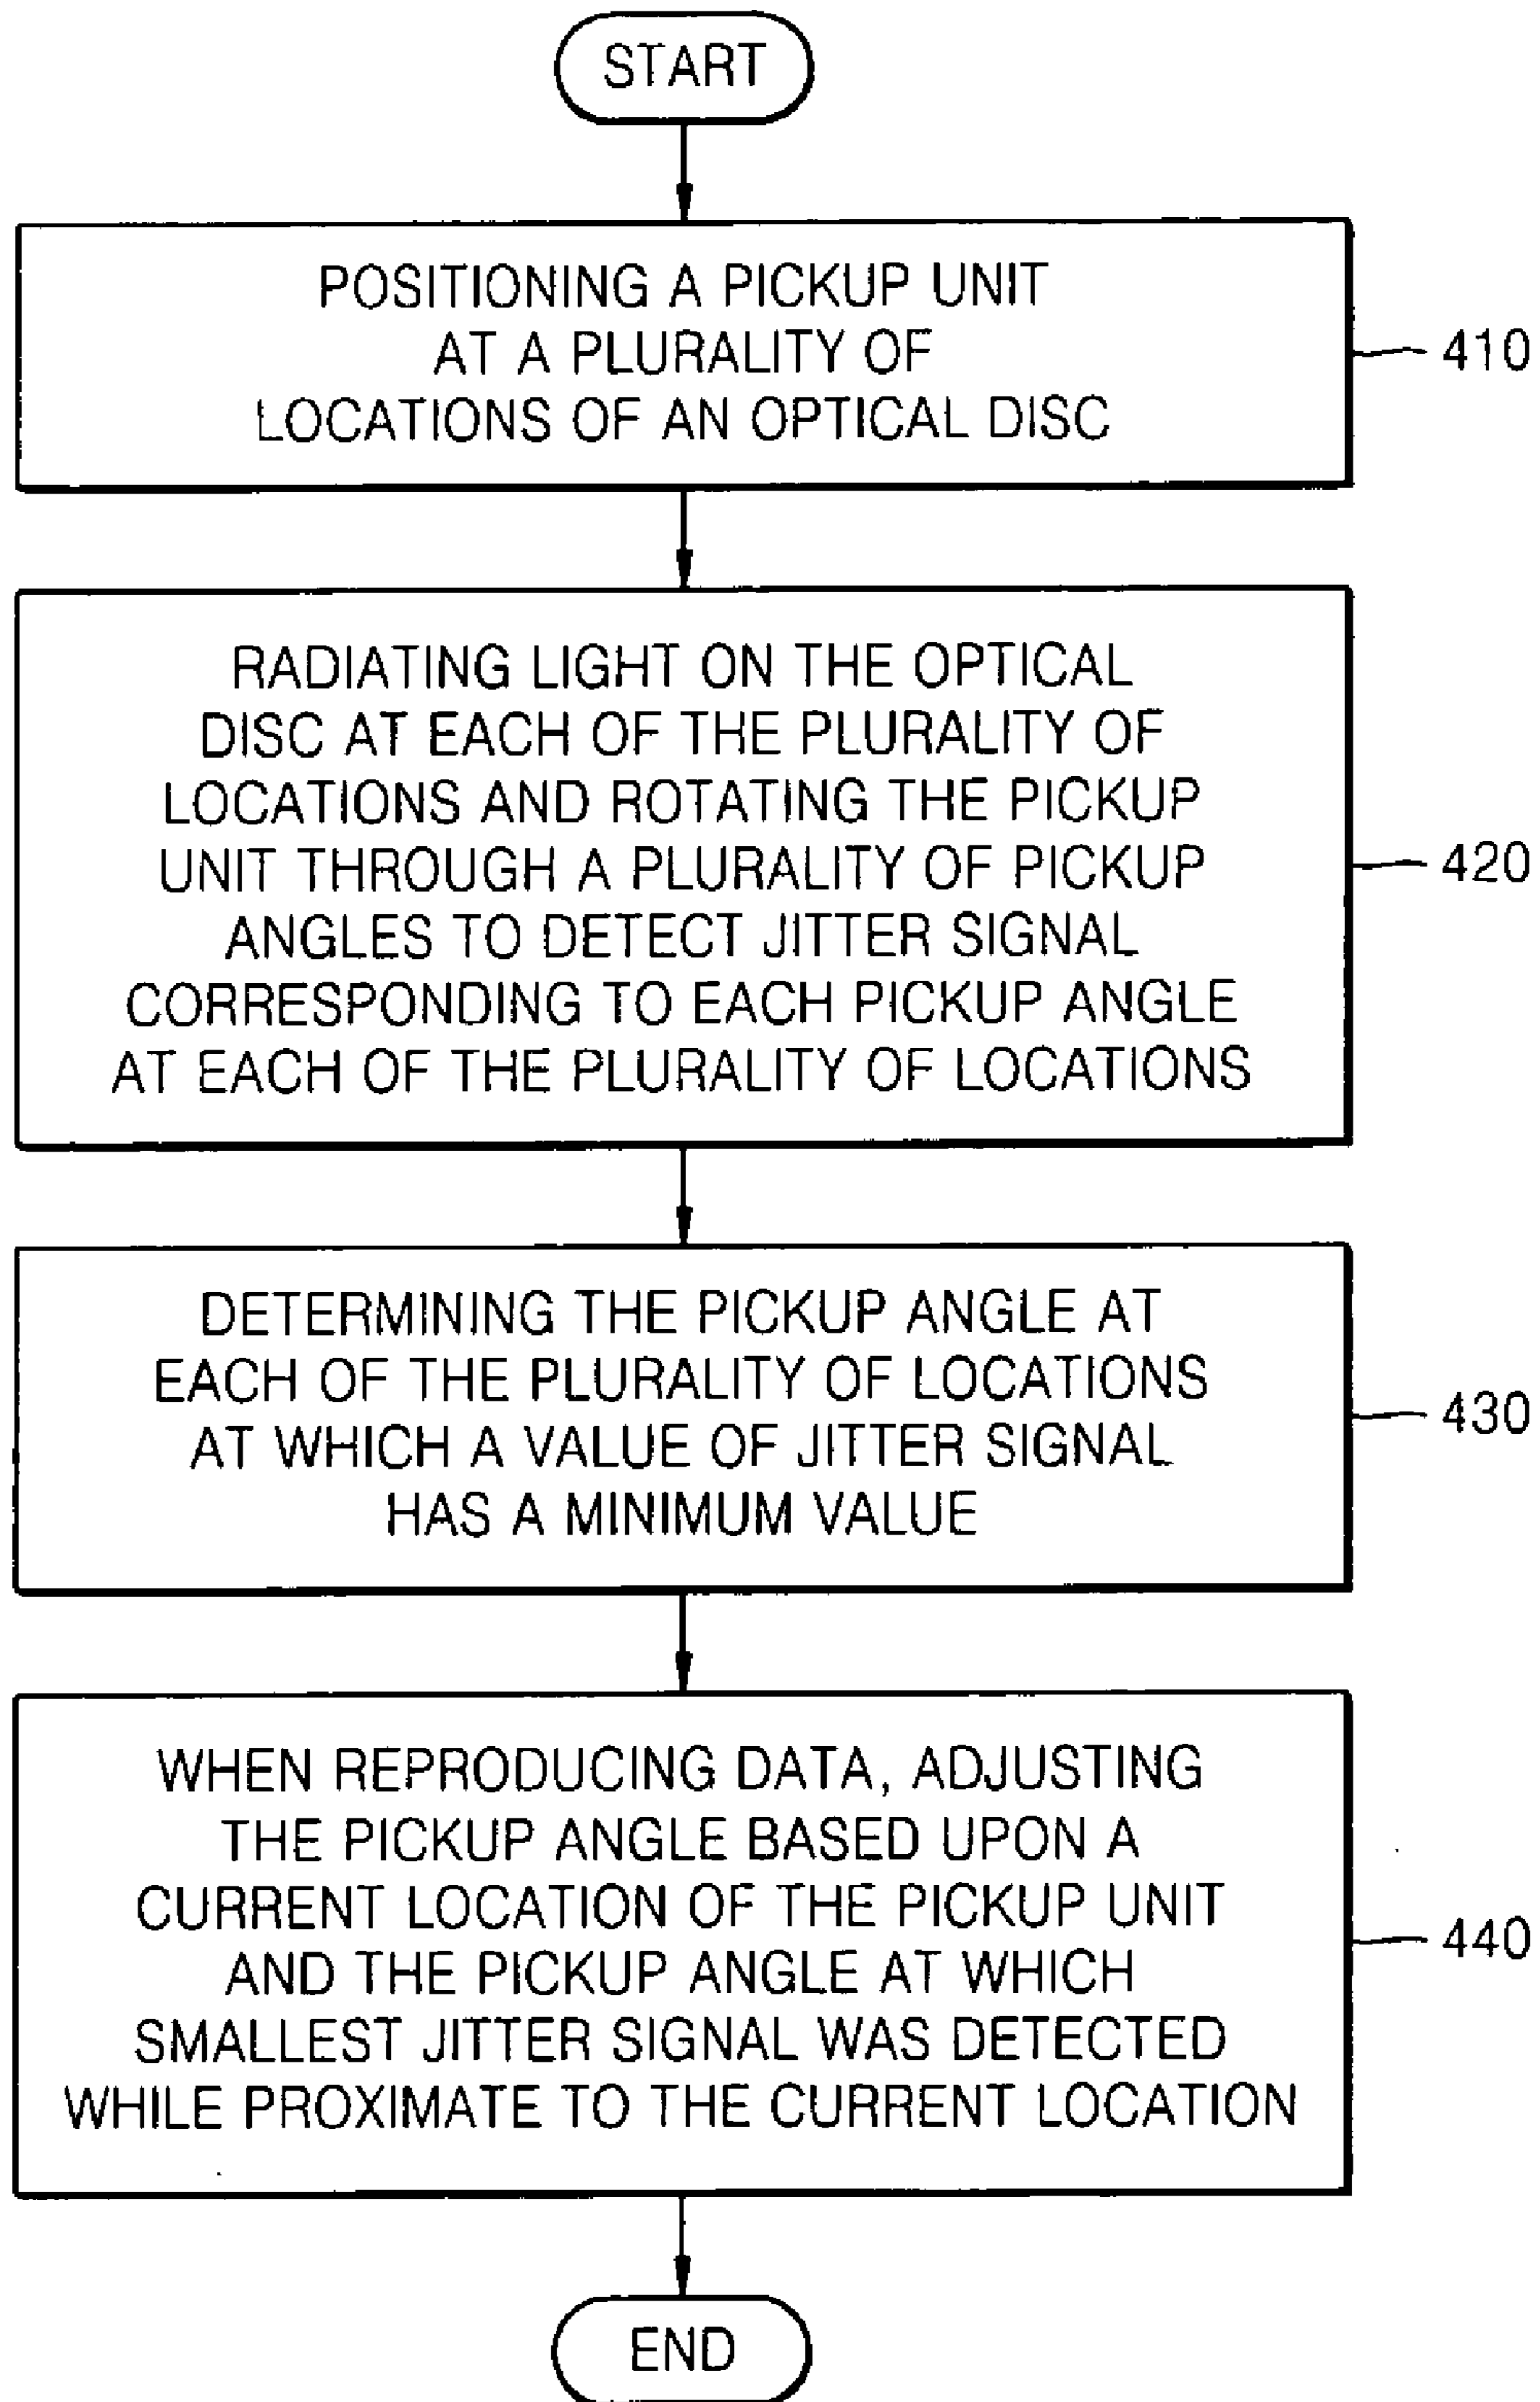 START
POSITIONING A PICKUP UNIT
AT A PLURALITY OF
LOCATIONS OF AN OPTICAL DISC
410
RADIATING LIGHT ON THE OPTICAL
DISC AT EACH OF THE PLURALITY OF
LOCATIONS AND ROTATING THE PICKUP
UNIT THROUGH A PLURALITY OF PICKUP
ANGLES TO DETECT JITTER SIGNAL
CORRESPONDING TO EACH PICKUP ANGLE
AT EACH OF THE PLURALITY OF LOCATIONS
420
DETERMINING THE PICKUP ANGLE AT
EACH OF THE PLURALITY OF LOCATIONS
AT WHICH A VALUE OF JITTER SIGNAL
HAS A MINIMUM VALUE
430
WHEN REPRODUCING DATA, ADJUSTING
THE PICKUP ANGLE BASED UPON A
CURRENT LOCATION OF THE PICKUP UNIT
AND THE PICKUP ANGLE AT WHICH
SMALLEST JITTER SIGNAL WAS DETECTED
WHILE PROXIMATE TO THE CURRENT LOCATION
440
END